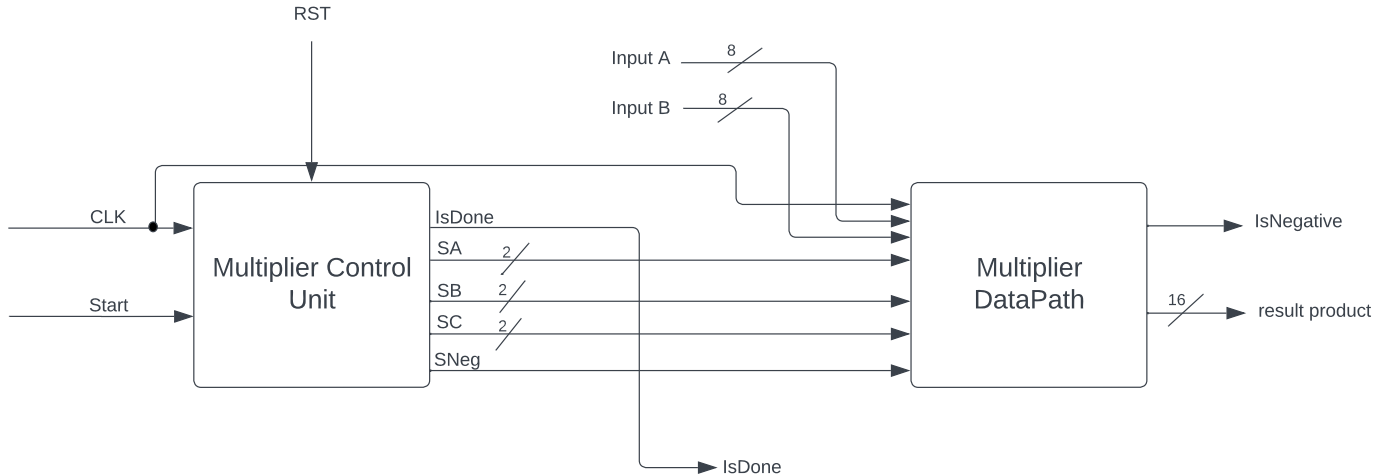 RST
Input A
8
Input B
8
CLK
Start
Multiplier Control
Unit
IsDone
SA
2
SB
2
SC
2
SNeg
Multiplier
DataPath
IsNegative
16
result product
IsDone